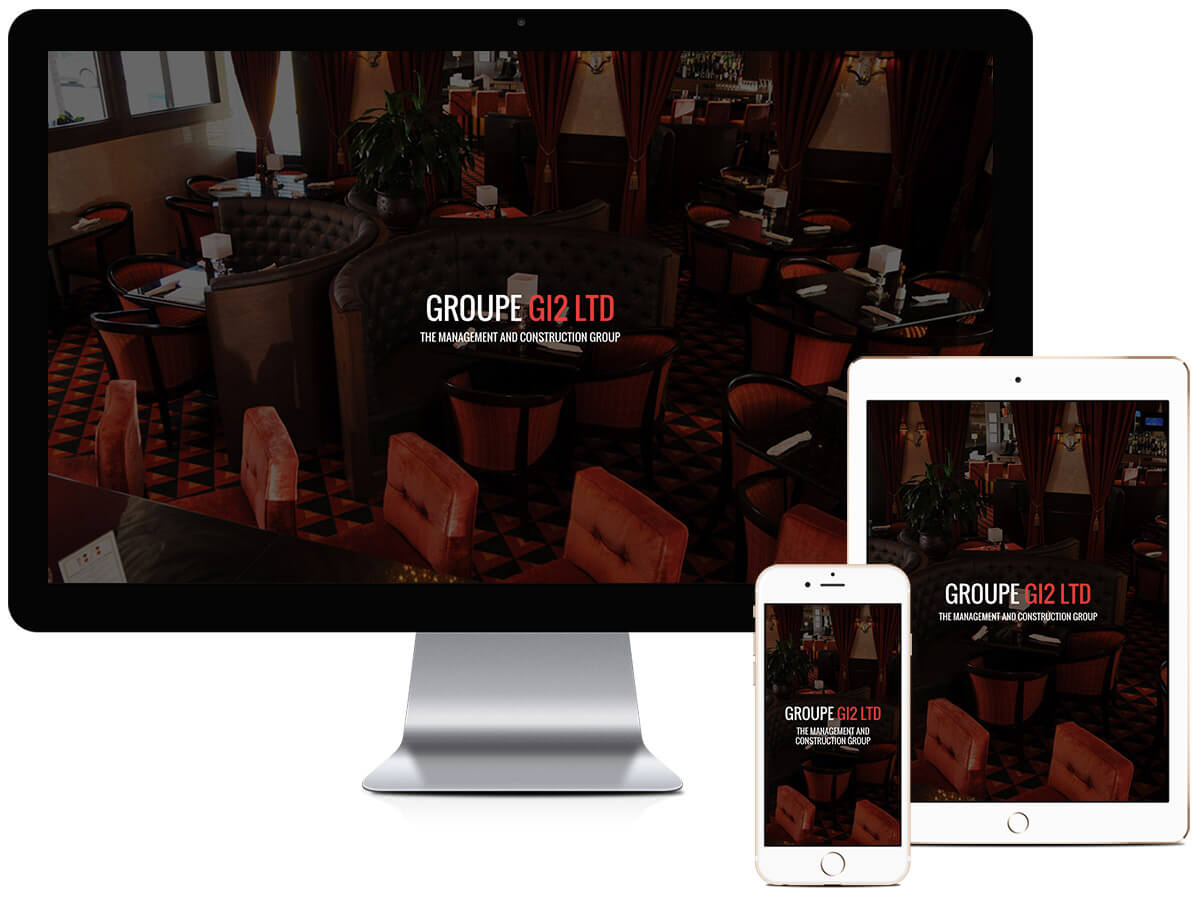 GROUPE GI2 LTD
THE MANAGEMENT AND CONSTRUCTION GROUP
GROUPE GI2 LTD
THE MANAGEMENT AND CONSTRUCTION GROUP
GROUPE GI2 LTD
THE MANAGEMENT AND
CONSTRUCTION GROUP